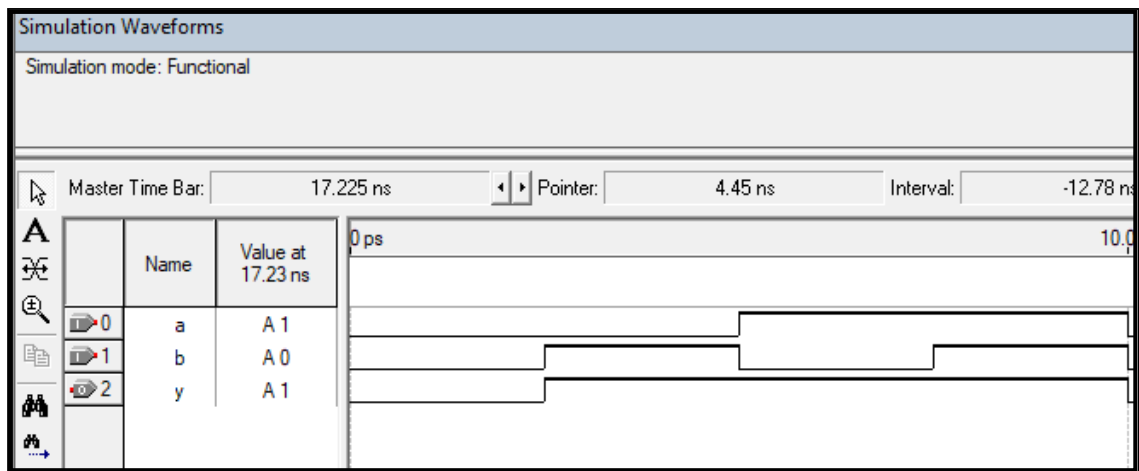 Simulation Waveforms
Simulation mode: Functional
Master Time Bar: 17.225 ns Pointer: 4.45 ns Interval: -12.78 ns
A
Name Value at 17.23 ns
0 ps 10.0
0 a A 1
1 b A 0
2 y A 1